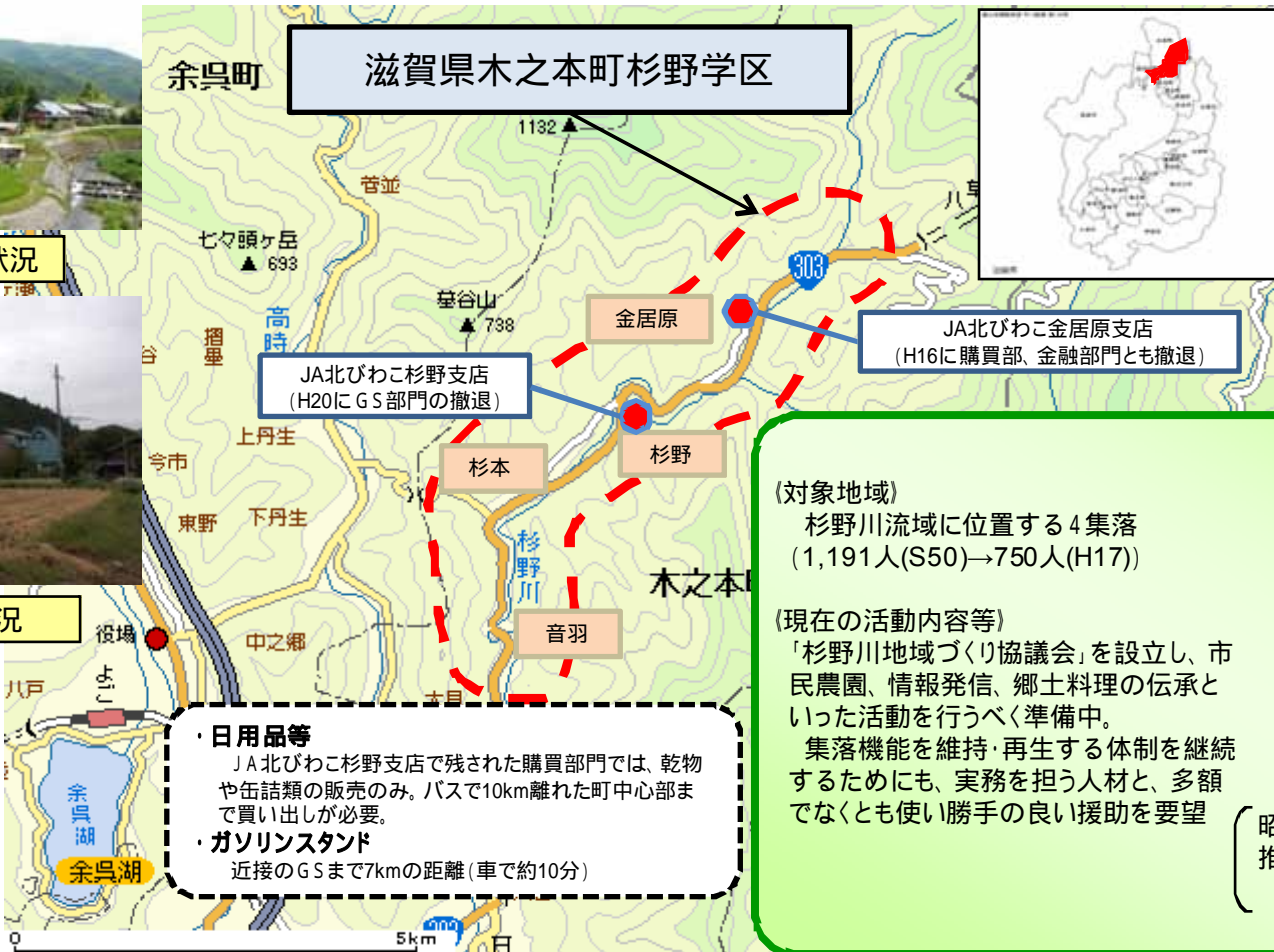 滋賀県木之本町杉野学区
余呉町
1132
菅並
七々頭ヶ岳
693
状況
303
金居原
墓谷山
738
高時
摺墨
谷
JA北びわこ金居原支店
(H16に購買部、金融部門とも撤退)
JA北びわこ杉野支店
(H20にGS部門の撤退)
上丹生
杉本
杉野
今市
東野
下丹生
杉野川
木之本町
音羽
況
役場
中之郷
よご
八戸
余呉湖
余呉湖
《対象地域》
杉野川流域に位置する4集落
(1,191人(S50)→750人(H17))
《現在の活動内容等》
「杉野川地域づくり協議会」を設立し、市
民農園、情報発信、郷土料理の伝承と
いった活動を行うべく準備中。
集落機能を維持・再生する体制を継続
するためにも、実務を担う人材と、多額
でなくとも使い勝手の良い援助を要望
昭
推
・日用品等
JA北びわこ杉野支店で残された購買部門では、乾物
や缶詰類の販売のみ。バスで10km離れた町中心部ま
で買い出しが必要。
・ガソリンスタンド
近接のGSまで7kmの距離(車で約10分)
0
5km